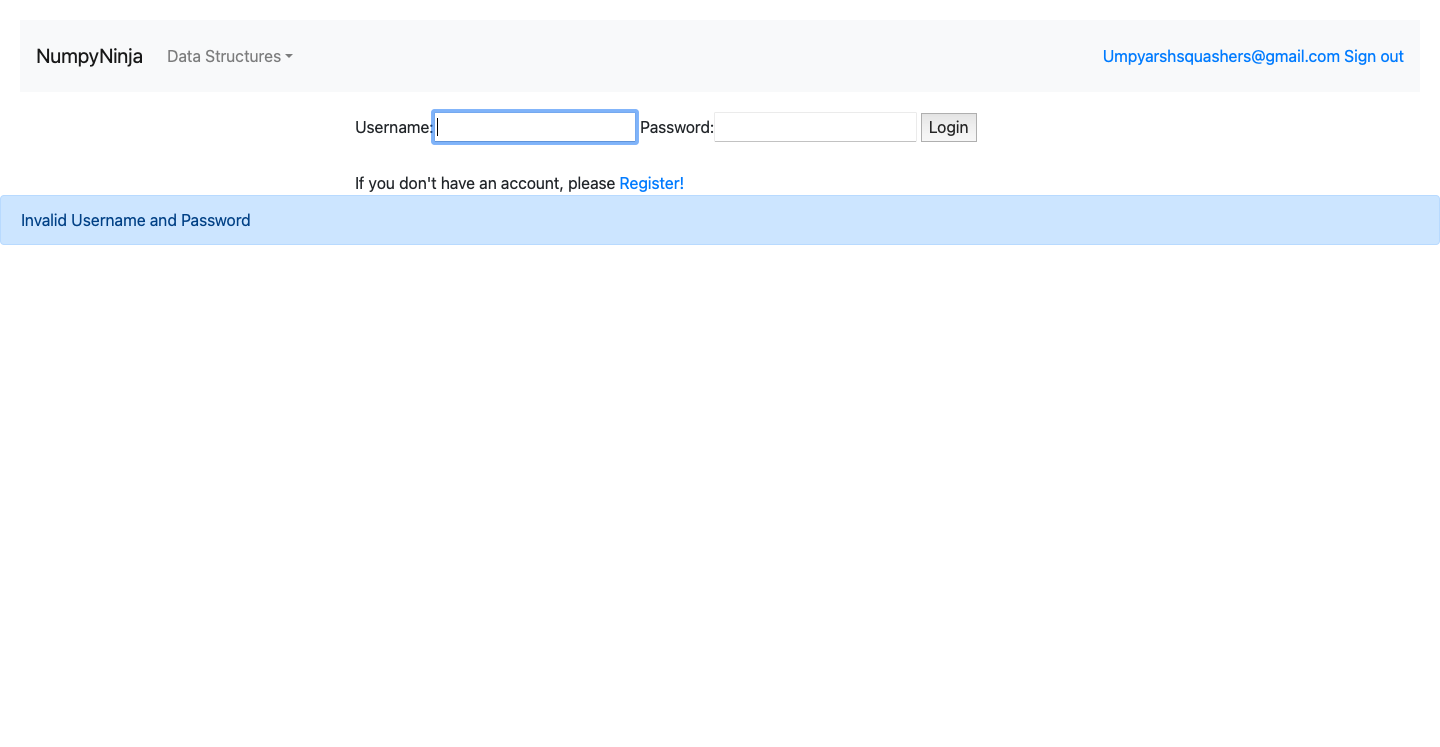 NumpyNinja Data Structures Umpyarshsquashers@gmail.com Sign out
Username: Password: Login
If you don't have an account, please Register!
Invalid Username and Password